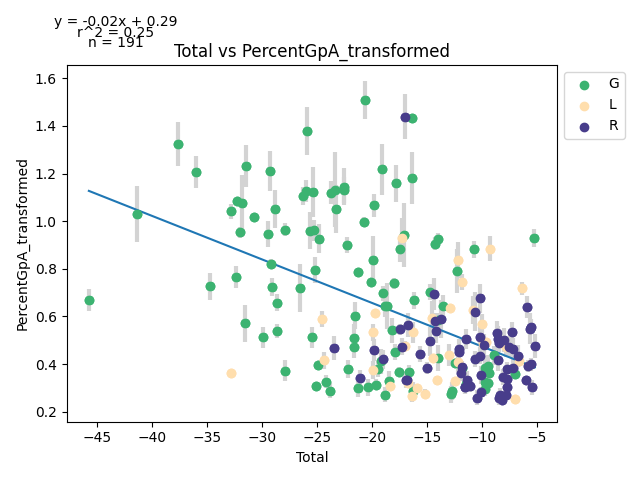 y = -0.02x + 0.29
r^2 = 0.25
n = 191
Total vs PercentGpA_transformed
1.6
1.4
1.2
1.0
0.8
0.6
0.4
0.2
PercentGpA_transformed
−45
−40
−35
−30
−25
−20
−15
−10
−5
Total
G
L
R